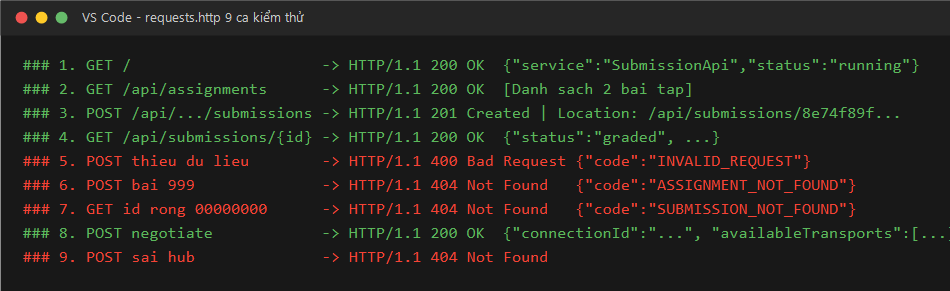 VS Code - requests.http 9 ca kiểm thử
### 1. GET / -> HTTP/1.1 200 OK {"service":"SubmissionApi","status":"running"}
### 2. GET /api/assignments -> HTTP/1.1 200 OK [Danh sach 2 bai tap]
### 3. POST /api/.../submissions -> HTTP/1.1 201 Created | Location: /api/submissions/8e74f89f...
### 4. GET /api/submissions/{id} -> HTTP/1.1 200 OK {"status":"graded", ...}
### 5. POST thieu du lieu -> HTTP/1.1 400 Bad Request {"code":"INVALID_REQUEST"}
### 6. POST bai 999 -> HTTP/1.1 404 Not Found {"code":"ASSIGNMENT_NOT_FOUND"}
### 7. GET id rong 00000000 -> HTTP/1.1 404 Not Found {"code":"SUBMISSION_NOT_FOUND"}
### 8. POST negotiate -> HTTP/1.1 200 OK {"connectionId":"...", "availableTransports":[...]
### 9. POST sai hub -> HTTP/1.1 404 Not Found